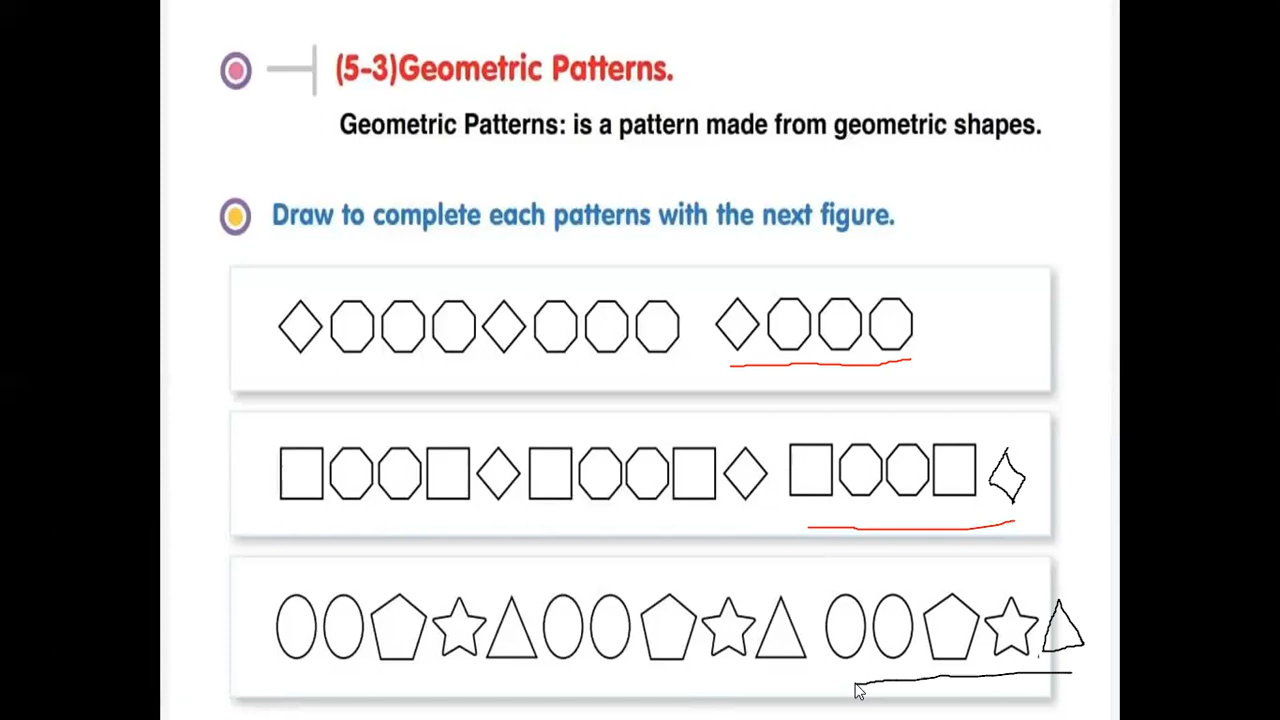 (5-3)Geometric Patterns.
Geometric Patterns: is a pattern made from geometric shapes.
Draw to complete each patterns with the next figure.